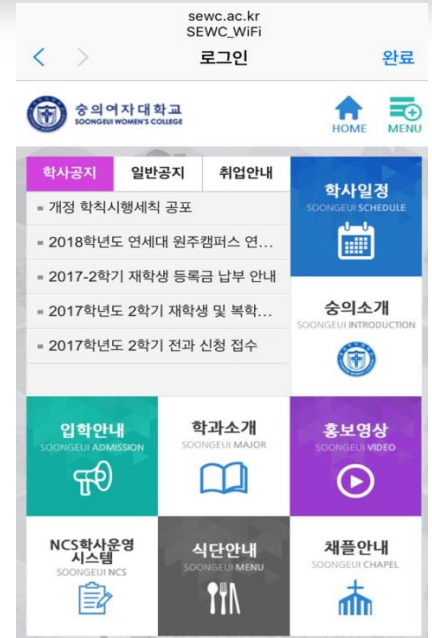 sewc.ac.kr
SEWC_WiFi
로그인
완료
숭의여자대학교
SOONGEUI WOMEN'S COLLEGE
HOME
MENU
학사공지 일반공지 취업안내
개정 학칙시행세칙 공포
2018학년도 연세대 원주캠퍼스 연...
2017-2학기 재학생 등록금 납부 안내
2017학년도 2학기 재학생 및 복학...
2017학년도 2학기 전과 신청 접수
학사일정
SOONGEUI SCHEDULE
숭의소개
SOONGEUI INTRODUCTION
입학안내
SOONGEUI ADMISSION
학과소개
SOONGEUI MAJOR
홍보영상
SOONGEUI VIDEO
NCS학사운영
시스템
SOONGEUI NCS
식단안내
SOONGEUI MENU
채플안내
SOONGEUI CHAPEL